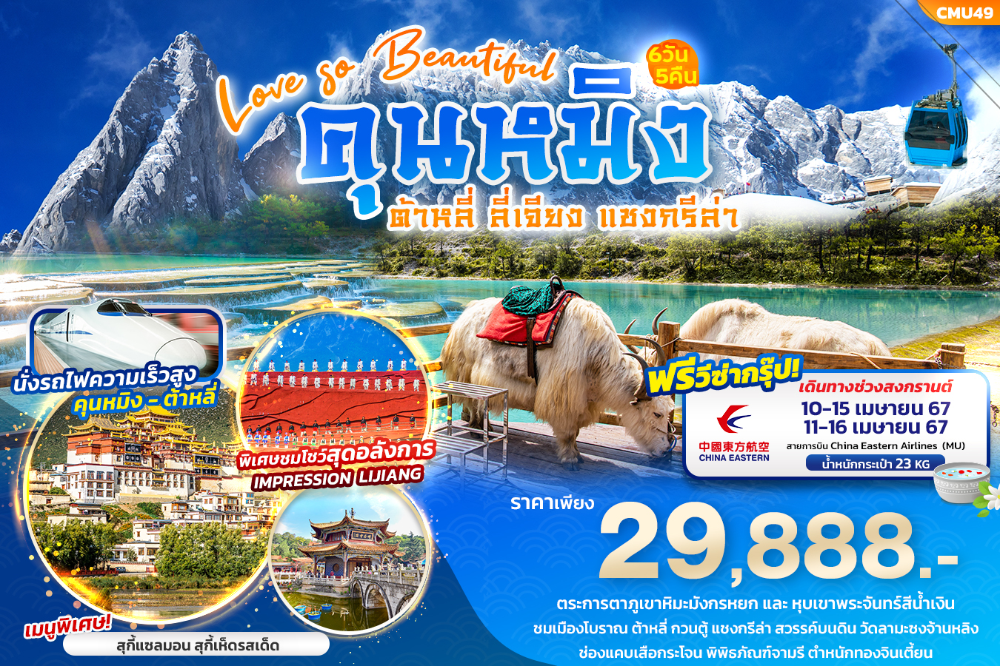 CMU49
Love so Beautiful
6วัน
5คืน
คุนหมิง
ต้าหลี่ ลี่เจียง แชงกรีล่า
นั่งรถไฟความเร็วสูง
คุนหมิง - ต้าหลี่
พิเศษชมโชว์สุดอลังการ
IMPRESSION LIJIANG
ฟรีวีซ่ากรุ๊ป!
เดินทางช่วงสงกรานต์
10-15 เมษายน 67
11-16 เมษายน 67
中國東方航空
CHINA EASTERN
สายการบิน China Eastern Airlines (MU)
น้ำหนักกระเป๋า 23 KG
ราคาเพียง
29,888.-
ตระการตาภูเขาหิมะมังกรหยก และ หุบเขาพระจันทร์สีน้ำเงิน
ชมเมืองโบราณ ต้าหลี่ กวนตู้ แชงกรีล่า สวรรค์บนดิน วัดลามะซงจ้านหลิง
ช่องแคบเสือกระโจน พิพิธภัณฑ์จามรี ตำหนักทองจินเตี้ยน
เมนูพิเศษ!
สุกี้แซลมอน สุกี้เห็ดรสเด็ด